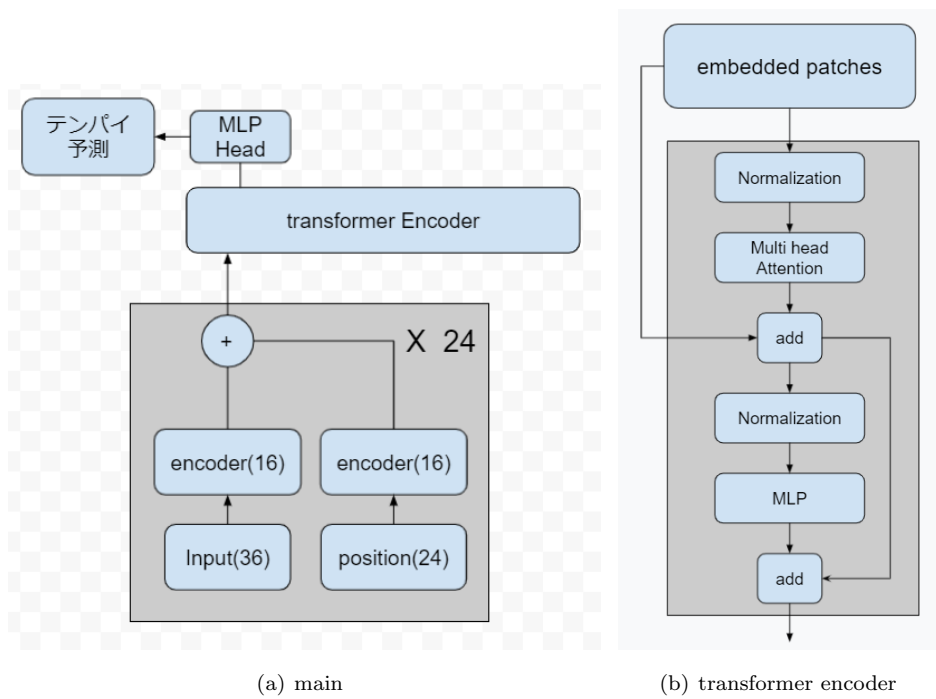 テンパイ
予測
MLP
Head
transformer Encoder
+
X 24
encoder(16)
encoder(16)
Input(36)
position(24)
(a) main
embedded patches
Normalization
Multi head
Attention
add
Normalization
MLP
add
(b) transformer encoder